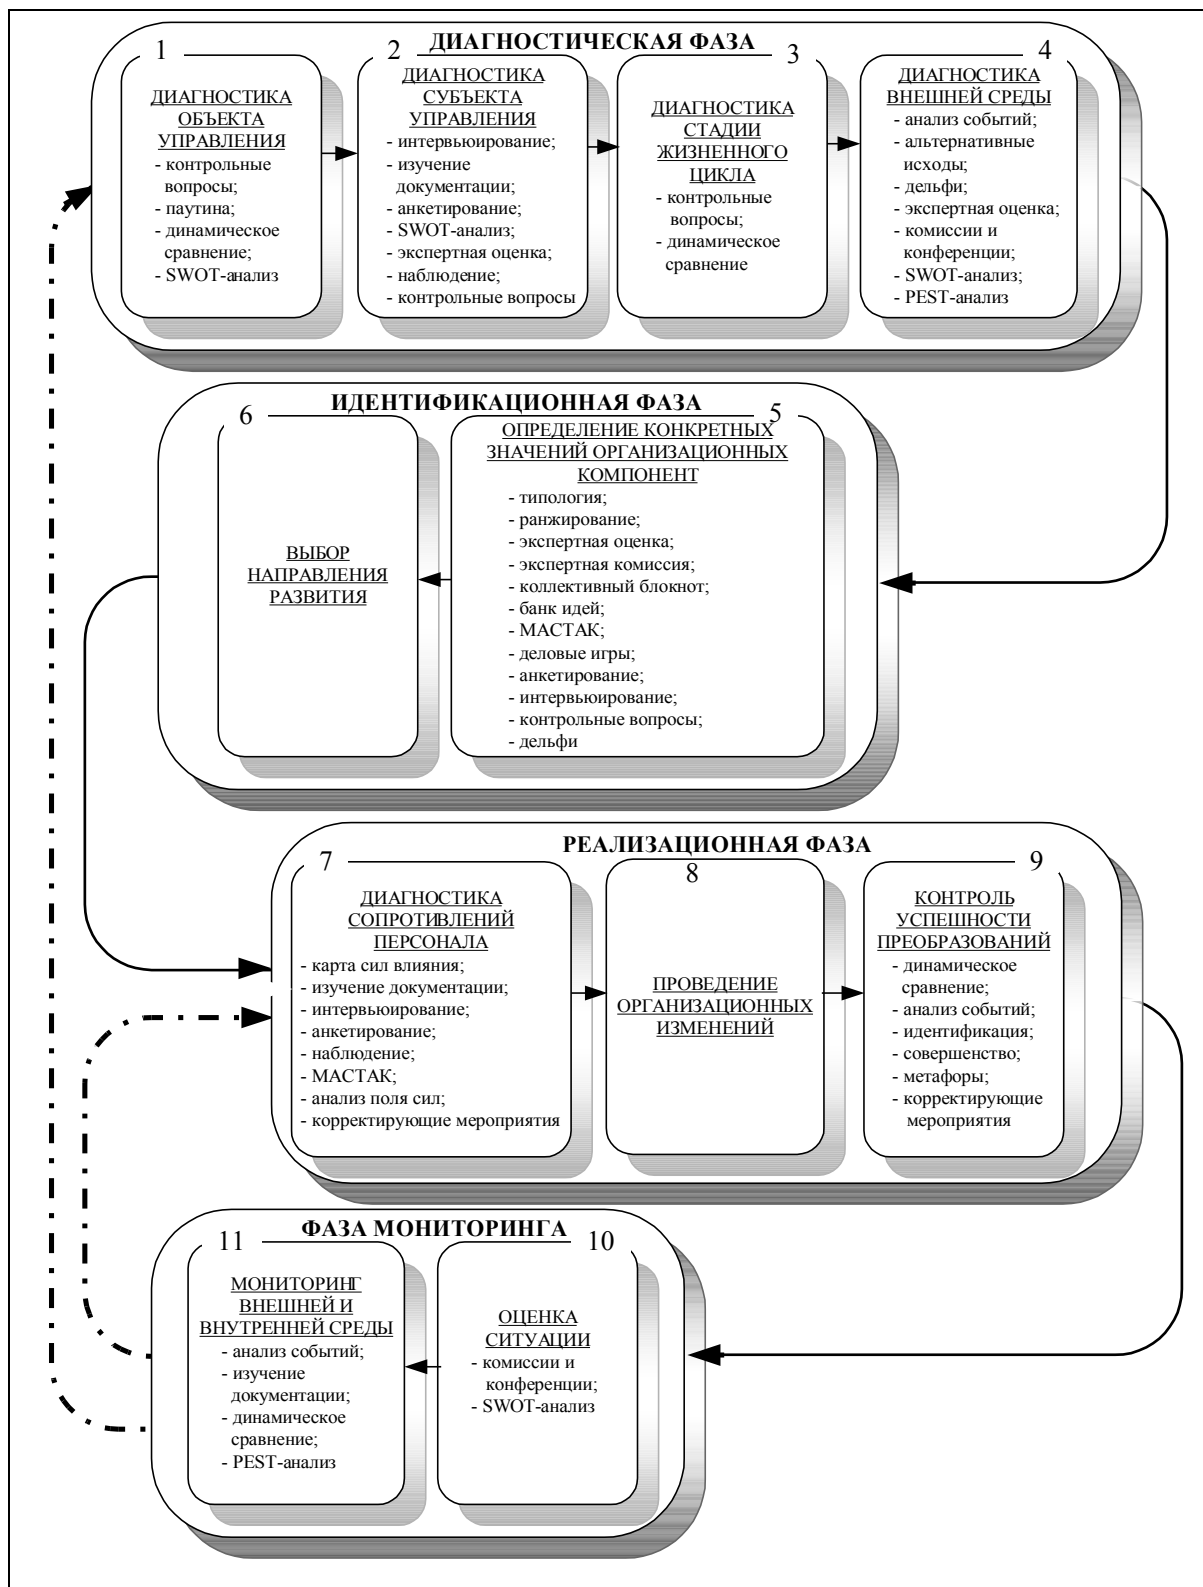 ДИАГНОСТИЧЕСКАЯ ФАЗА
1
ДИАГНОСТИКА
ОБЪЕКТА
УПРАВЛЕНИЯ
- контрольные
вопросы;
- паутина;
- динамическое
сравнение;
- SWOT-анализ
2
ДИАГНОСТИКА
СУБЪЕКТА
УПРАВЛЕНИЯ
- интервьюирование;
- изучение
документации;
- анкетирование;
- SWOT-анализ;
- экспертная оценка;
- наблюдение;
- контрольные вопросы
3
ДИАГНОСТИКА
СТАДИИ
ЖИЗНЕННОГО
ЦИКЛА
- контрольные
вопросы;
- динамическое
сравнение
4
ДИАГНОСТИКА
ВНЕШНЕЙ СРЕДЫ
- анализ событий;
- альтернативные
исходы;
- дельфи;
- экспертная оценка;
- комиссии и
конференции;
- SWOT-анализ;
- PEST-анализ
ИДЕНТИФИКАЦИОННАЯ ФАЗА
6
ВЫБОР
НАПРАВЛЕНИЯ
РАЗВИТИЯ
5
ОПРЕДЕЛЕНИЕ КОНКРЕТНЫХ
ЗНАЧЕНИЙ ОРГАНИЗАЦИОННЫХ
КОМПОНЕНТ
- типология;
- ранжирование;
- экспертная оценка;
- экспертная комиссия;
- коллективный блокнот;
- банк идей;
- МАСТАК;
- деловые игры;
- анкетирование;
- интервьюирование;
- контрольные вопросы;
- дельфи
РЕАЛИЗАЦИОННАЯ ФАЗА
7
ДИАГНОСТИКА
СОПРОТИВЛЕНИЙ
ПЕРСОНАЛА
- карта сил влияния;
- изучение документации;
- интервьюирование;
- анкетирование;
- наблюдение;
- МАСТАК;
- анализ поля сил;
- корректирующие мероприятия
8
ПРОВЕДЕНИЕ
ОРГАНИЗАЦИОННЫХ
ИЗМЕНЕНИЙ
9
КОНТРОЛЬ
УСПЕШНОСТИ
ПРЕОБРАЗОВАНИЙ
- динамическое
сравнение;
- анализ событий;
- идентификация;
- совершенство;
- метафоры;
- корректирующие
мероприятия
ФАЗА МОНИТОРИНГА
11
МОНИТОРИНГ
ВНЕШНЕЙ И
ВНУТРЕННЕЙ СРЕДЫ
- анализ событий;
- изучение
документации;
- динамическое
сравнение;
- PEST-анализ
10
ОЦЕНКА
СИТУАЦИИ
- комиссии и
конференции;
- SWOT-анализ